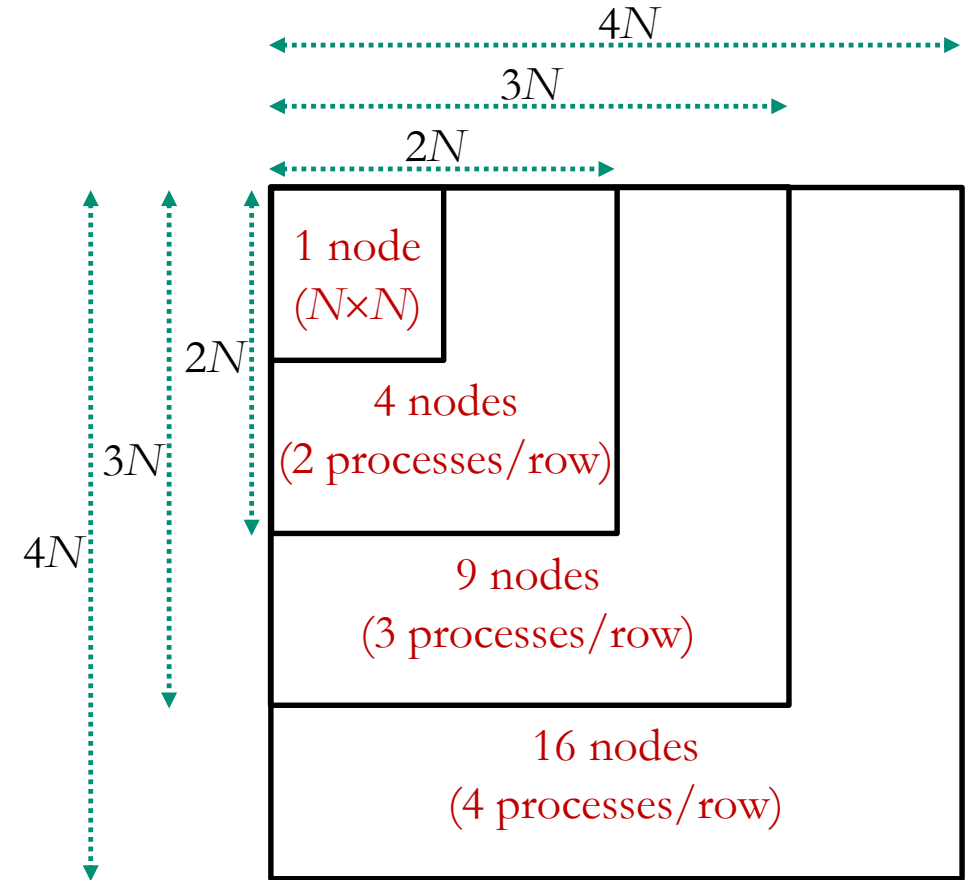 4N
3N
2N
1 node
(N×N)
2N
4 nodes
(2 processes/row)
3N
4N
9 nodes
(3 processes/row)
16 nodes
(4 processes/row)